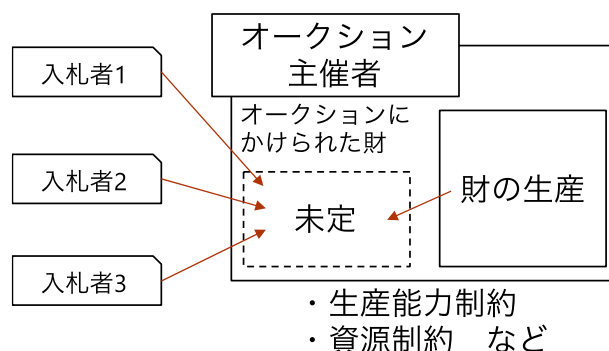 オークション
主催者
入札者1
オークションに
かけられた財
入札者2
未定
財の生産
入札者3
・生産能力制約
・資源制約　など